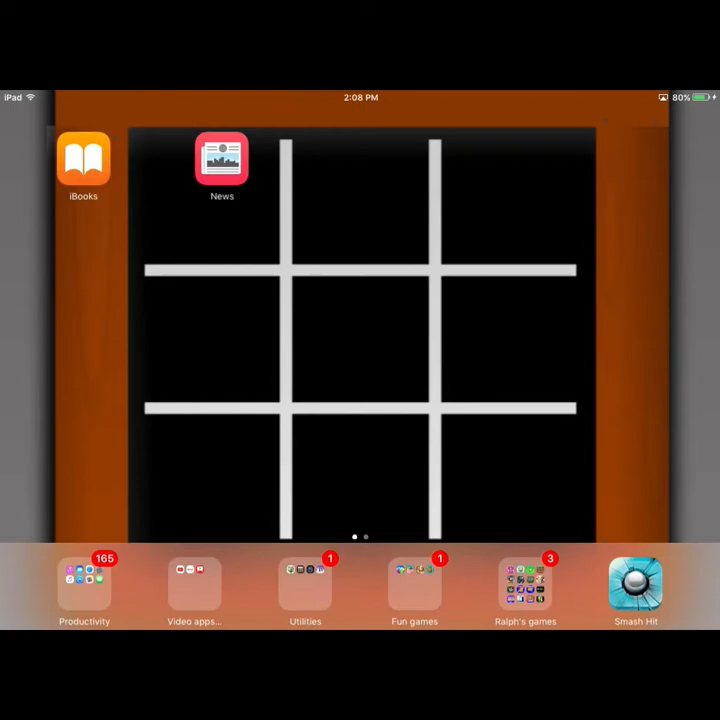 iPad 2:08 PM 80%
iBooks News
165 1 1 3
Productivity Video apps... Utilities Fun games Ralph's games Smash Hit